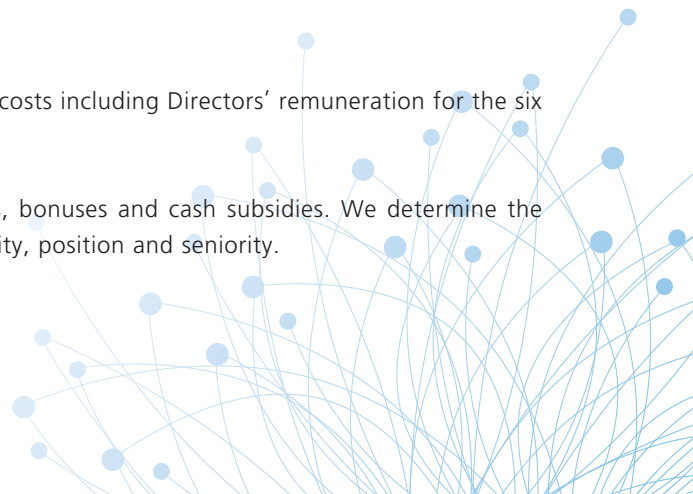 costs including Directors’ remuneration for the six
, bonuses and cash subsidies. We determine the
ity, position and seniority.